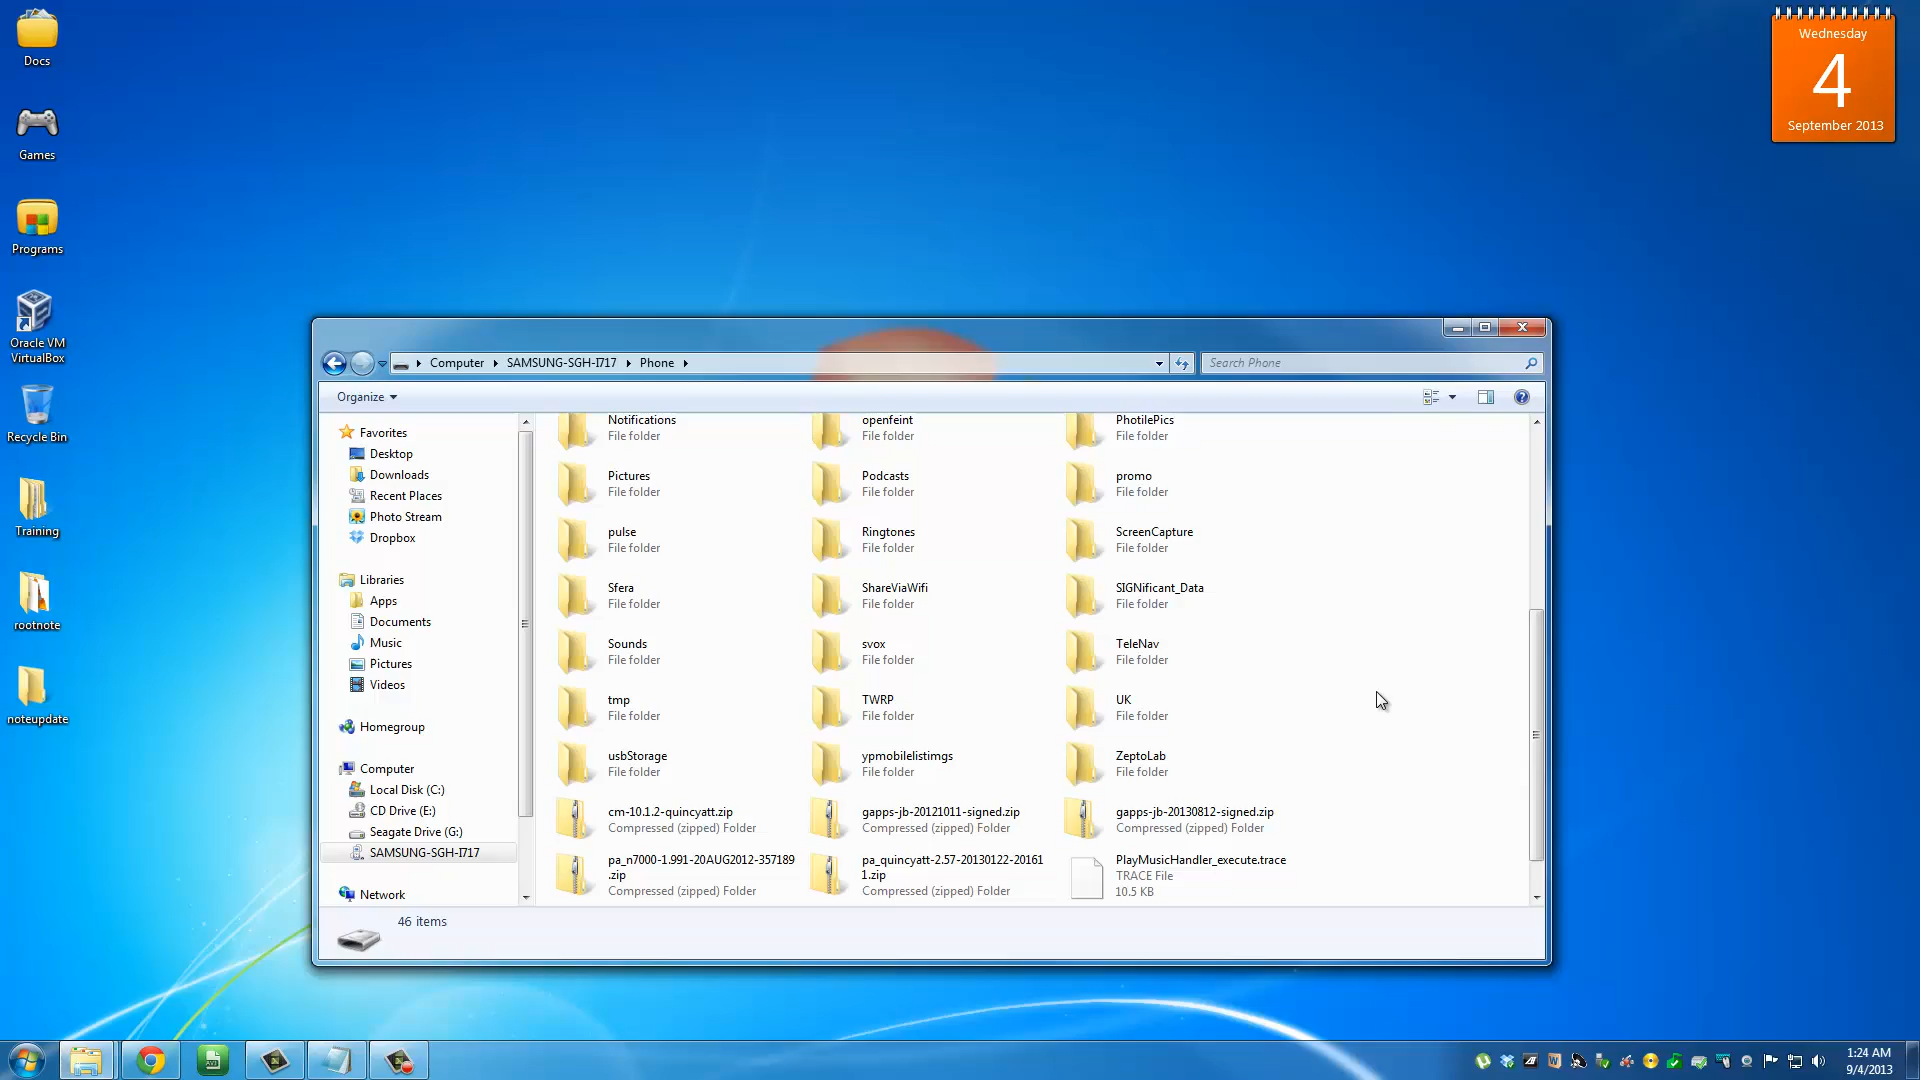 Docs
Games
Programs
Oracle VM
VirtualBox
Recycle Bin
Training
rootnote
noteupdate
Wednesday
4
September 2013
Computer
SAMSUNG-SGH-I717
Phone
Search Phone
Organize
Favorites
Desktop
Downloads
Recent Places
Photo Stream
Dropbox
Libraries
Apps
Documents
Music
Pictures
Videos
Homegroup
Computer
Local Disk (C:)
CD Drive (E:)
Seagate Drive (G:)
SAMSUNG-SGH-I717
Network
Notifications
File folder
openfeint
File folder
PhotilePics
File folder
Pictures
File folder
Podcasts
File folder
promo
File folder
pulse
File folder
Ringtones
File folder
ScreenCapture
File folder
Sfera
File folder
ShareViaWifi
File folder
SIGNificant_Data
File folder
Sounds
File folder
svox
File folder
TeleNav
File folder
tmp
File folder
TWRP
File folder
UK
File folder
usbStorage
File folder
ypmobilelistimgs
File folder
ZeptoLab
File folder
cm-10.1.2-quincyatt.zip
Compressed (zipped) Folder
gapps-jb-20121011-signed.zip
Compressed (zipped) Folder
gapps-jb-20130812-signed.zip
Compressed (zipped) Folder
pa_n7000-1.991-20AUG2012-357189
.zip
Compressed (zipped) Folder
pa_quincyatt-2.57-20130122-20161
1.zip
Compressed (zipped) Folder
PlayMusicHandler_execute.trace
TRACE File
10.5 KB
46 items
1:24 AM
9/4/2013